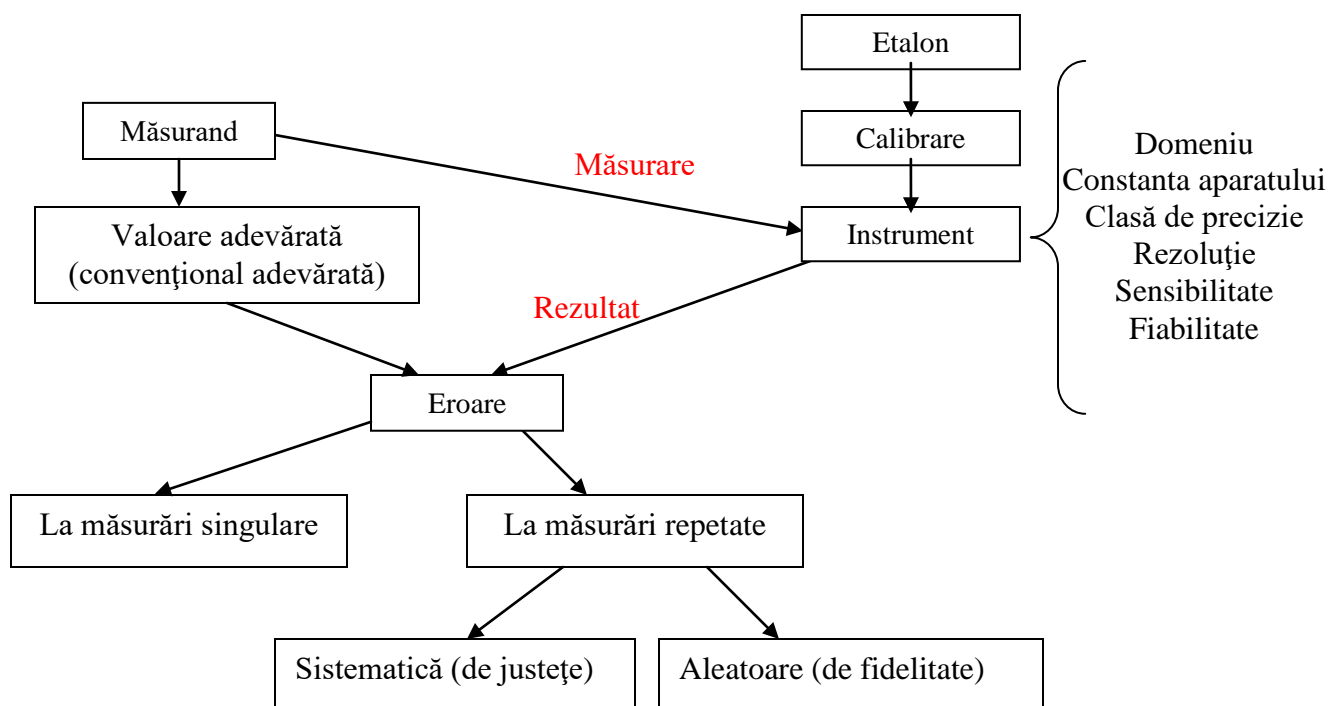 Etalon
Măsurand
Calibrare
Măsurare
Domeniu
Constanta aparatului
Clasă de precizie
Rezoluţie
Sensibilitate
Fiabilitate
Valoare adevărată
(convenţional adevărată)
Instrument
Rezultat
Eroare
La măsurări singulare
La măsurări repetate
Sistematică (de justeţe)
Aleatoare (de fidelitate)